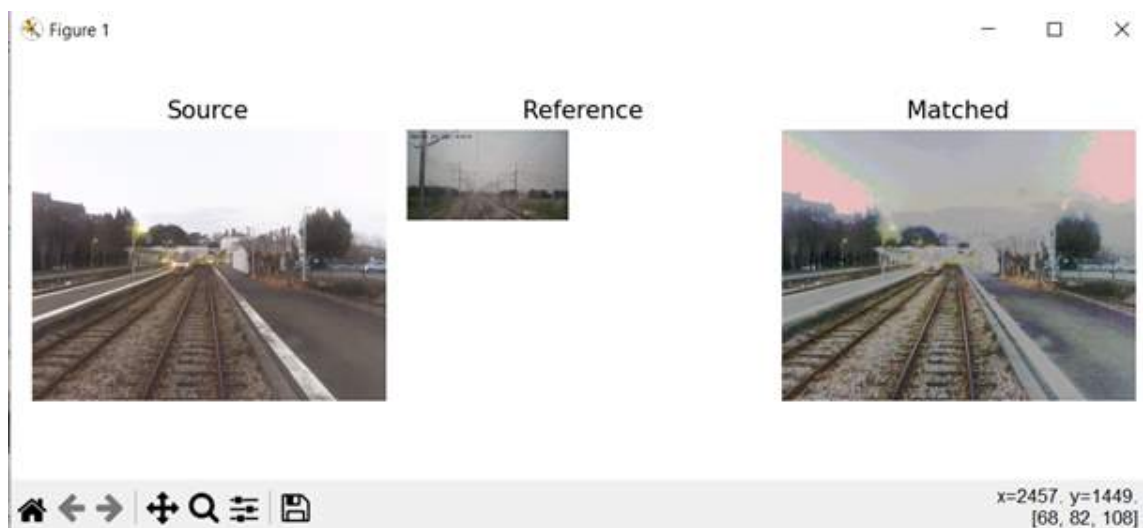 Figure 1
Source
Reference
Matched
x=2457. y=1449.
[68, 82, 108]